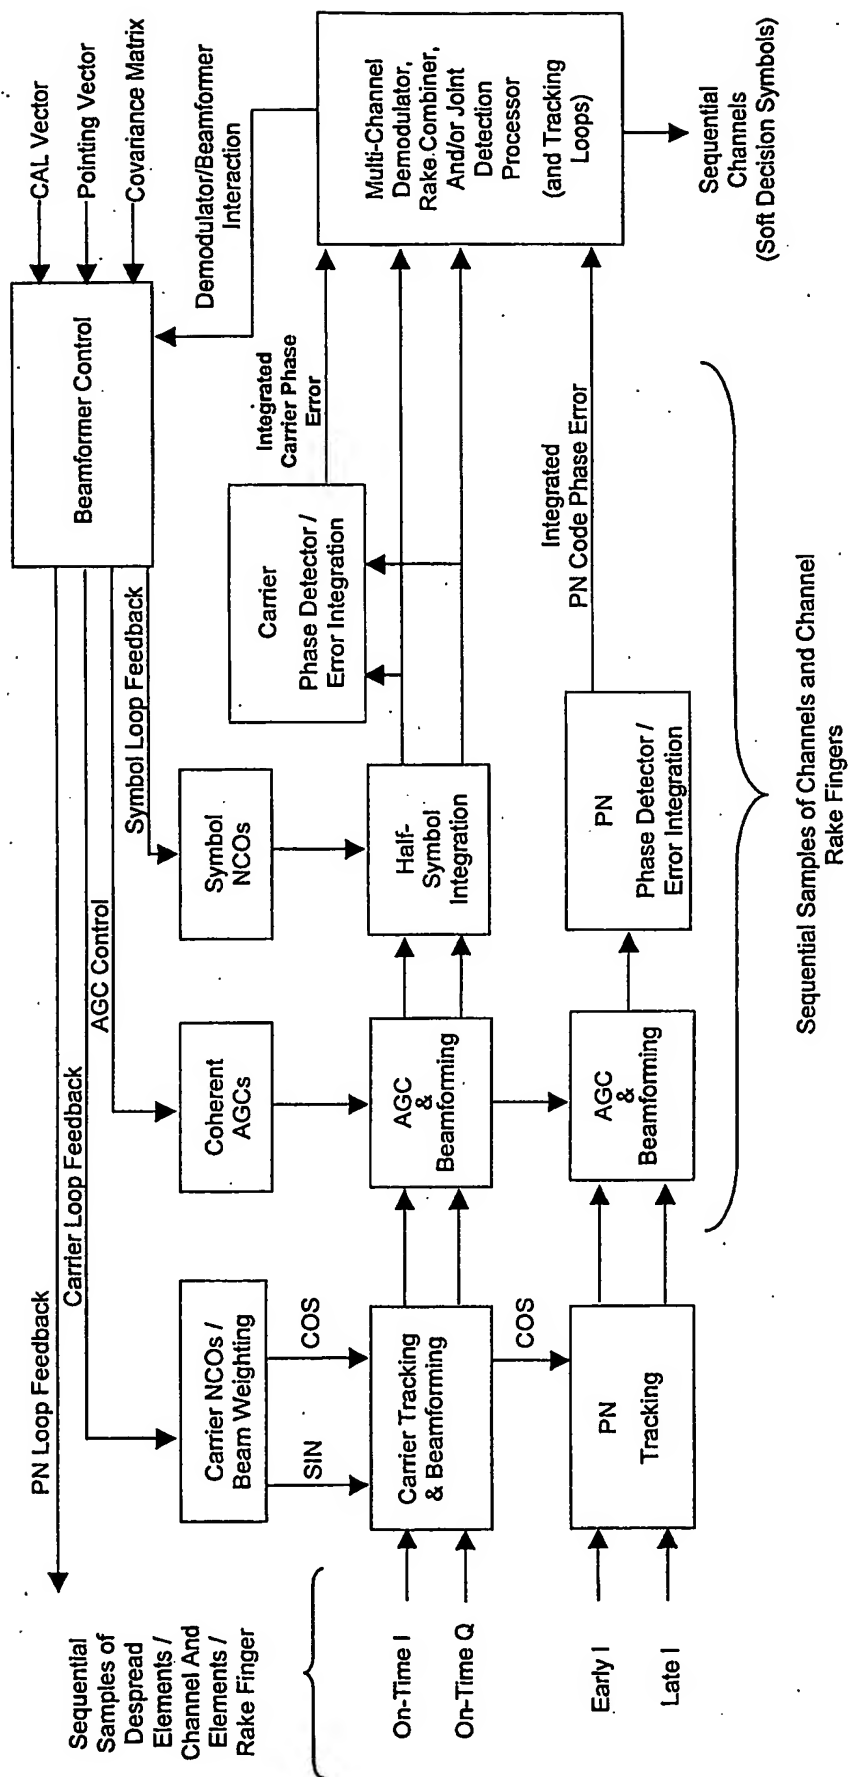 CAL Vector
Pointing Vector
Covariance Matrix
Beamformer Control
Demodulator/Beamformer
Interaction
PN Loop Feedback
Carrier Loop Feedback
AGC Control
Symbol Loop Feedback
Sequential
Samples of
Despread
Elements /
Channel And
Elements /
Rake Finger
Carrier NCOs /
Beam Weighting
Coherent
AGCs
Symbol
NCOs
Carrier
Phase Detector /
Error Integration
Integrated
Carrier Phase
Error
SIN
COS
On-Time I
On-Time Q
Carrier Tracking
& Beamforming
AGC
&
Beamforming
Half-
Symbol
Integration
Multi-Channel
Demodulator,
Rake.Combiner,
And/or Joint
Detection
Processor
(and Tracking
Loops)
COS
Early I
Late I
PN
Tracking
AGC
&
Beamforming
PN
Phase Detector /
Error Integration
Integrated
PN Code Phase Error
Sequential
Channels
(Soft Decision Symbols)
Sequential Samples of Channels and Channel
Rake Fingers